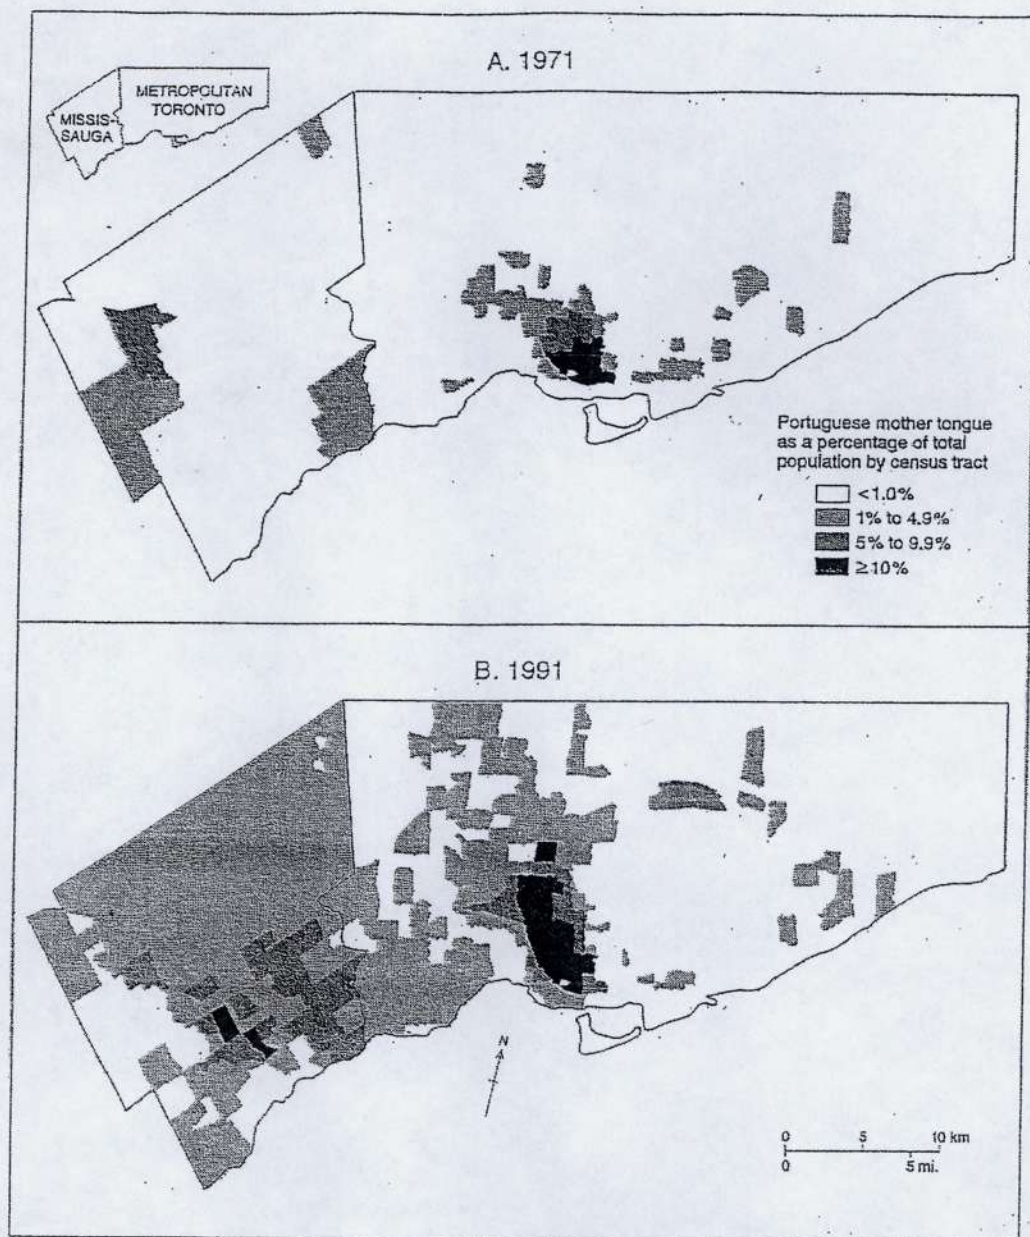 A. 1971
METROPOLITAN
TORONTO
MISSIS-
SAUGA
Portuguese mother tongue
as a percentage of total
population by census tract
<1.0%
1% to 4.9%
5% to 9.9%
≥10%
B. 1991
N
0 5 10 km
0 5 mi.